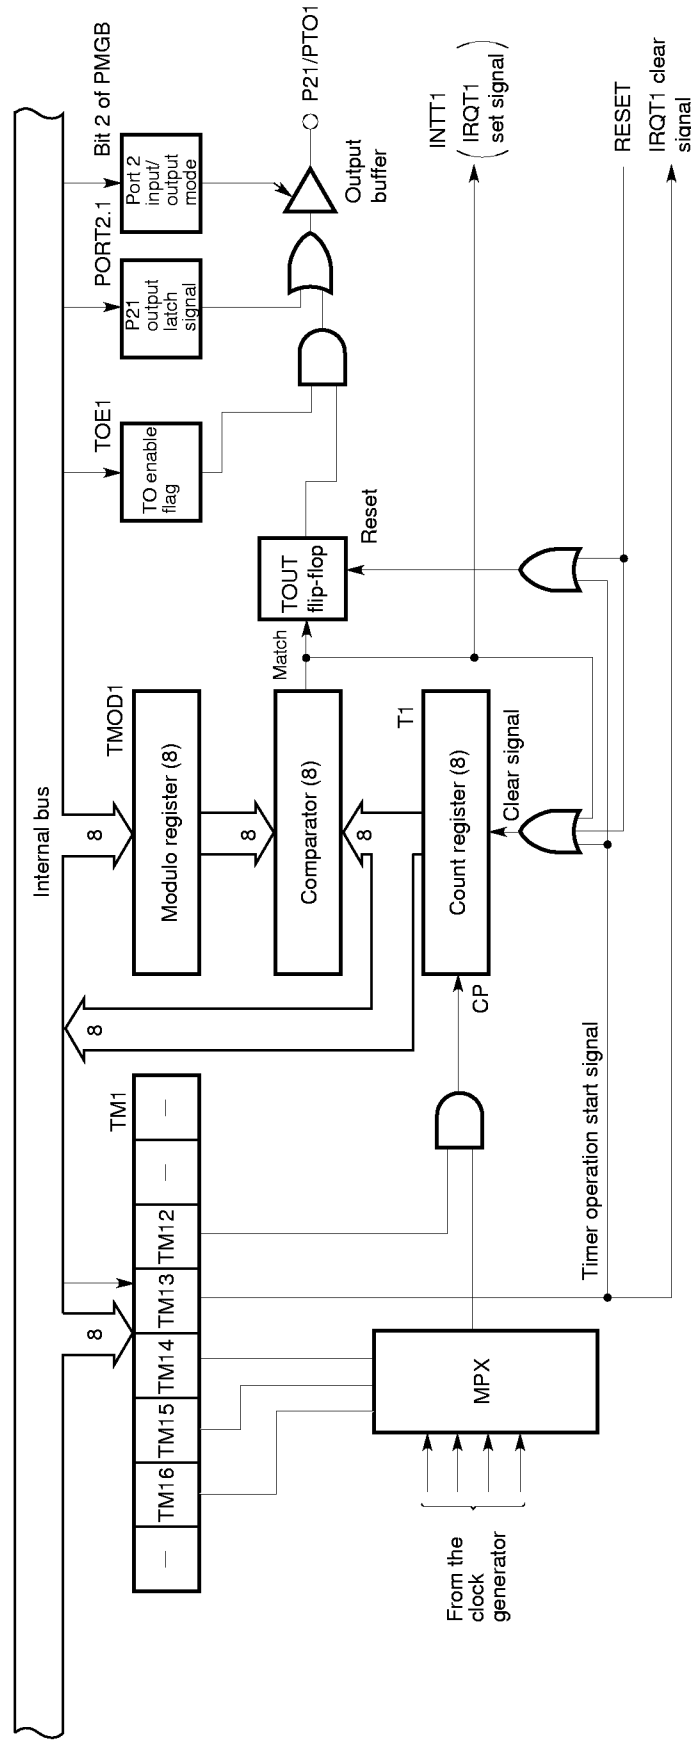 Internal bus
8
8
8
TM1
—
TM16
TM15
TM14
TM13
TM12
—
—
TMOD1
Modulo register (8)
8
Comparator (8)
8
T1
Count register (8)
CP
Clear signal
Match
TOUT
flip-flop
Reset
TOE1
TO enable
flag
PORT2.1
P21
output
latch
signal
Bit 2 of PMGB
Port 2
input/
output
mode
P21/PTO1
Output
buffer
INTT1
(IRQT1
set signal)
RESET
IRQT1 clear
signal
Timer operation start signal
MPX
From the
clock
generator